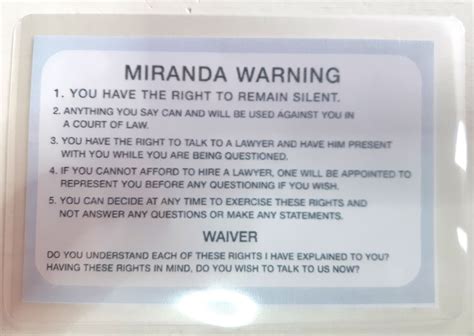 MIRANDA WARNING
1. YOU HAVE THE RIGHT TO REMAIN SILENT.
2. ANYTHING YOU SAY CAN AND WILL BE USED AGAINST YOU IN
A COURT OF LAW.
3. YOU HAVE THE RIGHT TO TALK TO A LAWYER AND HAVE HIM PRESENT
WITH YOU WHILE YOU ARE BEING QUESTIONED.
4. IF YOU CANNOT AFFORD TO HIRE A LAWYER, ONE WILL BE APPOINTED TO
REPRESENT YOU BEFORE ANY QUESTIONING IF YOU WISH.
5. YOU CAN DECIDE AT ANY TIME TO EXERCISE THESE RIGHTS AND
NOT ANSWER ANY QUESTIONS OR MAKE ANY STATEMENTS.
WAIVER
DO YOU UNDERSTAND EACH OF THESE RIGHTS I HAVE EXPLAINED TO YOU?
HAVING THESE RIGHTS IN MIND, DO YOU WISH TO TALK TO US NOW?